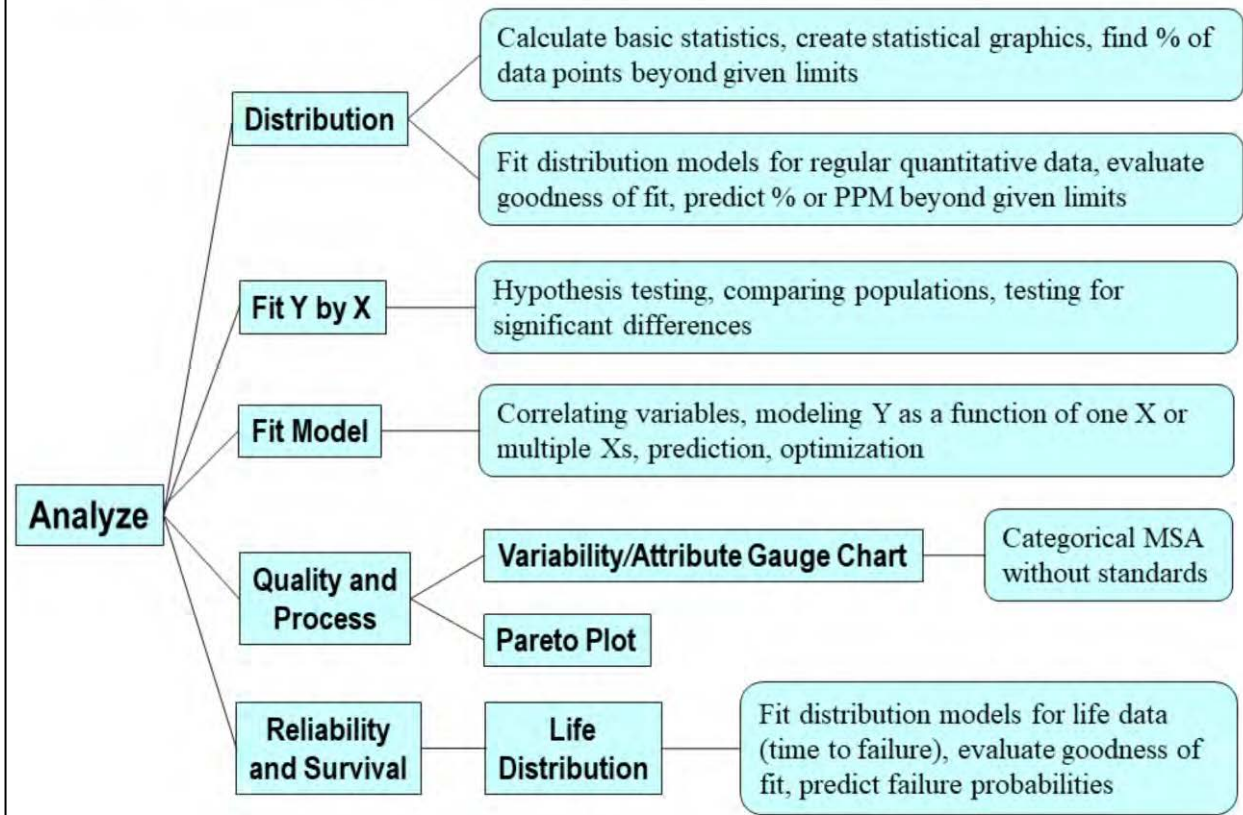 Calculate basic statistics, create statistical graphics, find % of
data points beyond given limits
Distribution
Fit distribution models for regular quantitative data, evaluate
goodness of fit, predict % or PPM beyond given limits
Fit Y by X
Hypothesis testing, comparing populations, testing for
significant differences
Fit Model
Correlating variables, modeling Y as a function of one X or
multiple Xs, prediction, optimization
Analyze
Quality and
Process
Variability/Attribute Gauge Chart
Categorical MSA
without standards
Pareto Plot
Reliability
and Survival
Life
Distribution
Fit distribution models for life data
(time to failure), evaluate goodness of
fit, predict failure probabilities